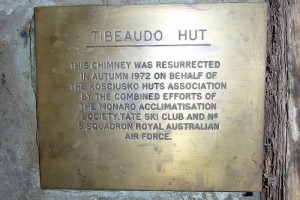 TIBEAUDO HUT
THIS CHIMNEY WAS RESURRECTED
IN AUTUMN 1972 ON BEHALF OF
THE KOSCIUSKO HUTS ASSOCIATION
BY THE COMBINED EFFORTS OF
THE MONARO ACCLIMATISATION
SOCIETY, TATE SKI CLUB AND Nº
5 SQUADRON ROYAL AUSTRALIAN
AIR FORCE.